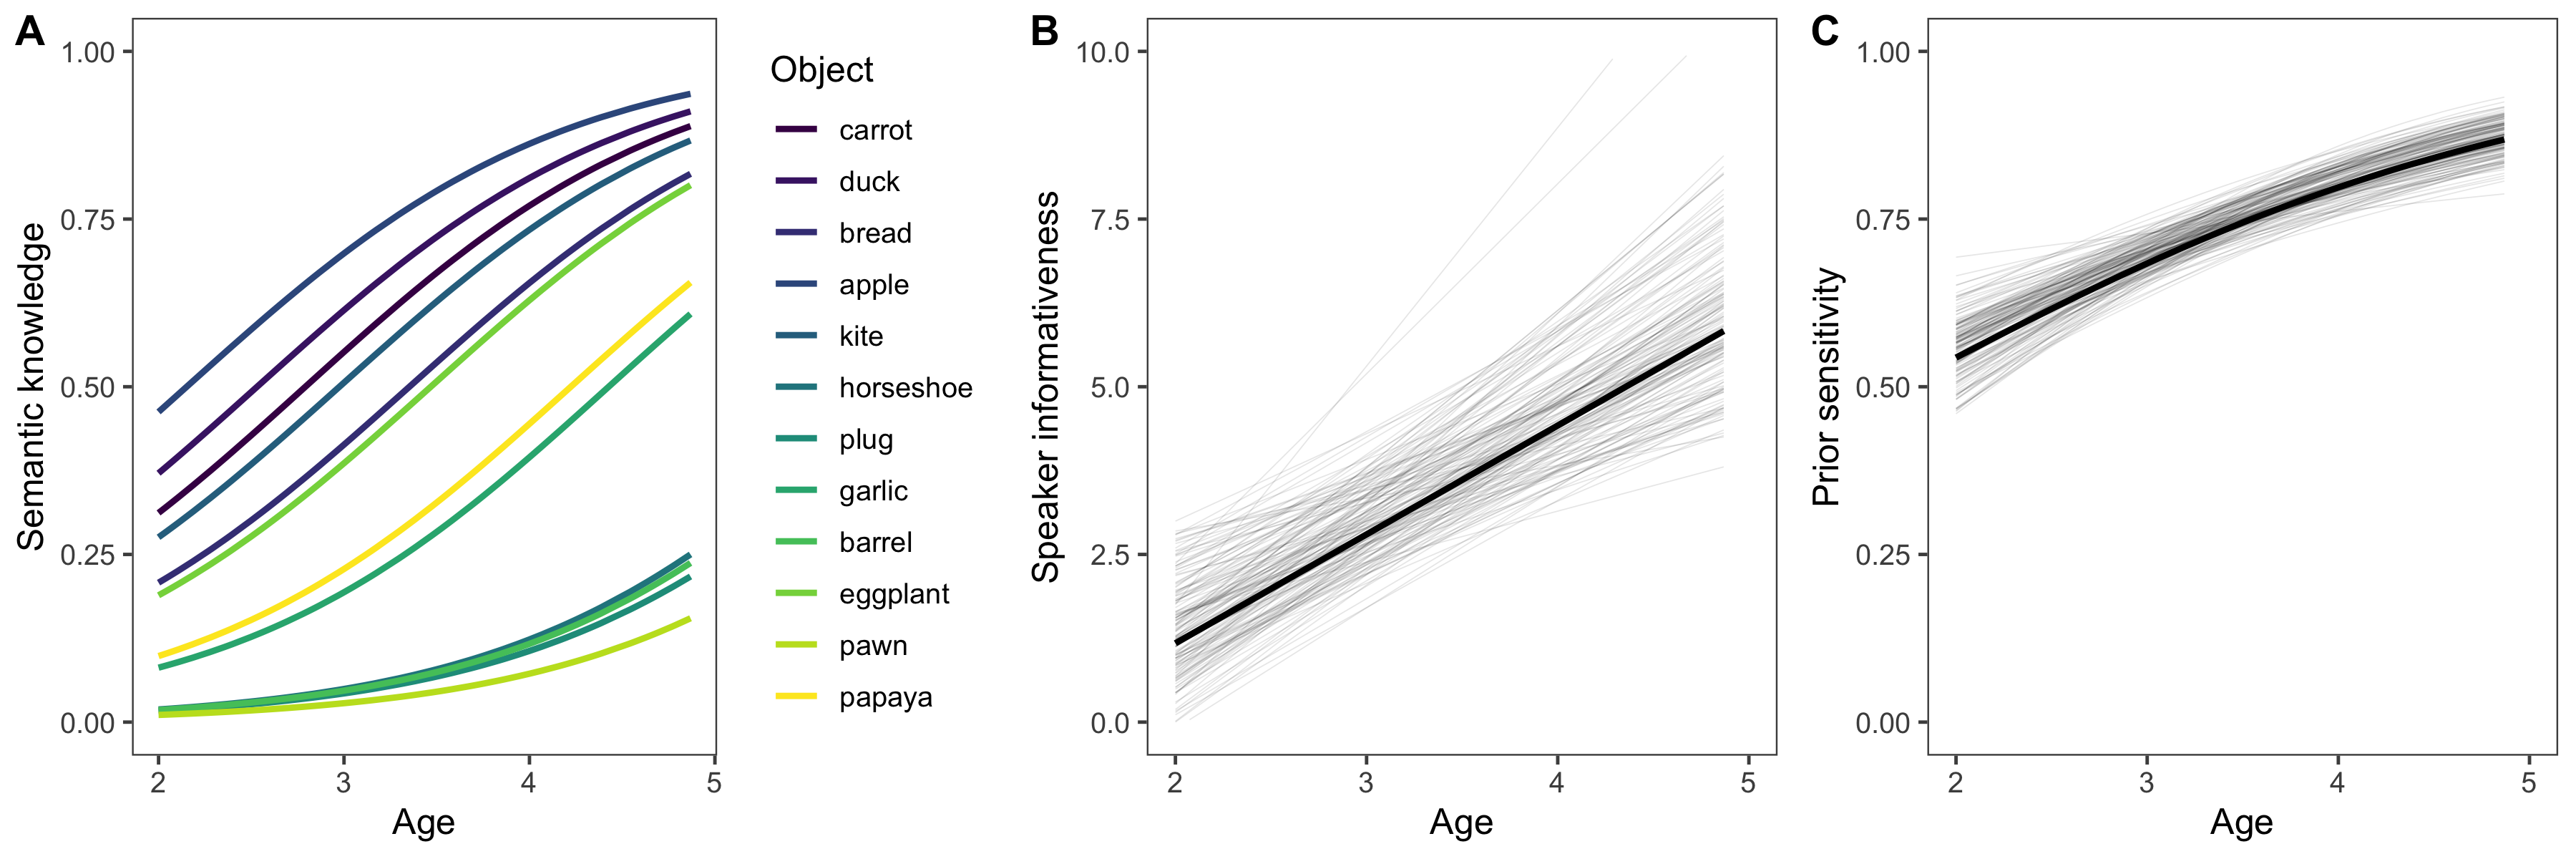 A
1.00
0.75
0.50
0.25
0.00
Semantic knowledge
2 3 4 5
Age
Object
carrot
duck
bread
apple
kite
horseshoe
plug
garlic
barrel
eggplant
pawn
papaya
B
10.0
7.5
5.0
2.5
0.0
Speaker informativeness
2 3 4 5
Age
C
1.00
0.75
0.50
0.25
0.00
Prior sensitivity
2 3 4 5
Age